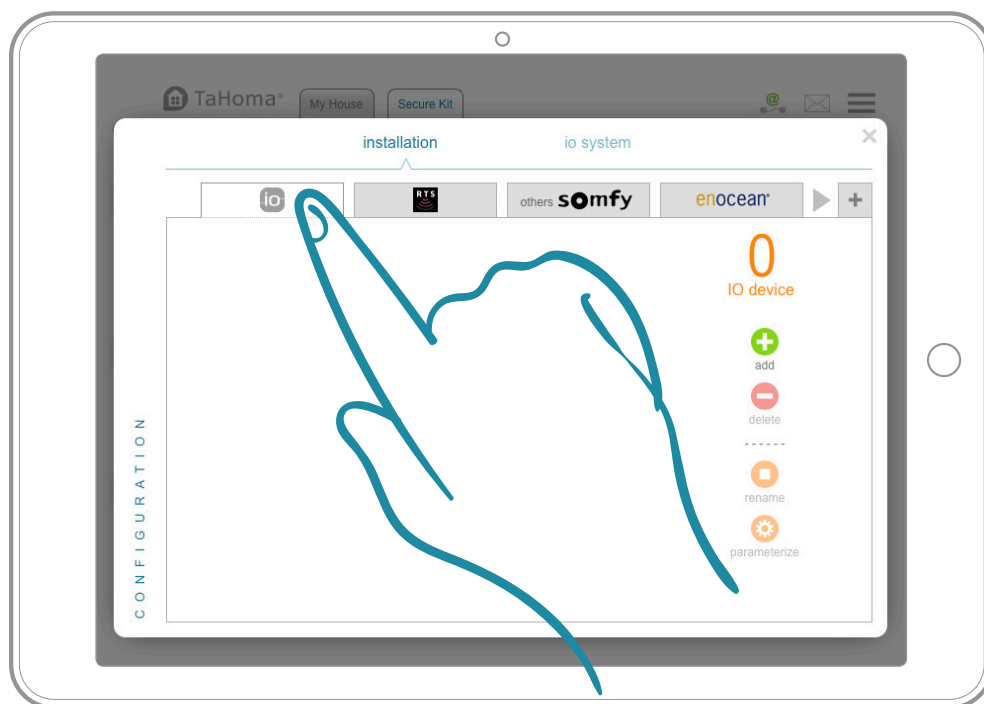 TaHoma®
My House
Secure Kit
@
installation
io system
×
io
RTS
others somfy
enocean®
+
0
IO device
add
delete
rename
parameterize
CONFIGURATION